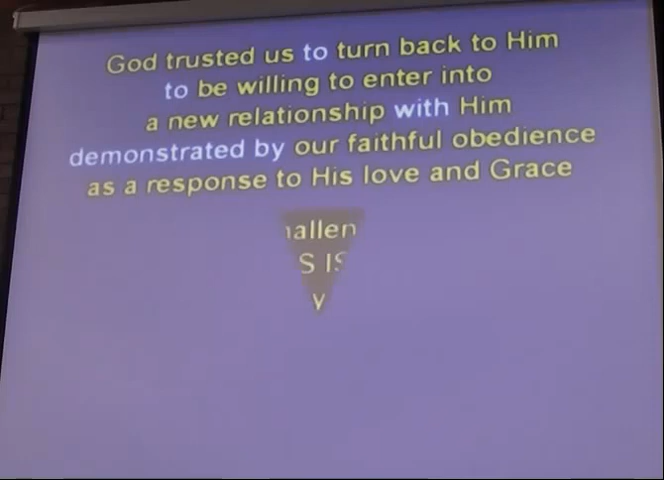 God trusted us to turn back to Him
to be willing to enter into
a new relationship with Him
demonstrated by our faithful obedience
as a response to His love and Grace